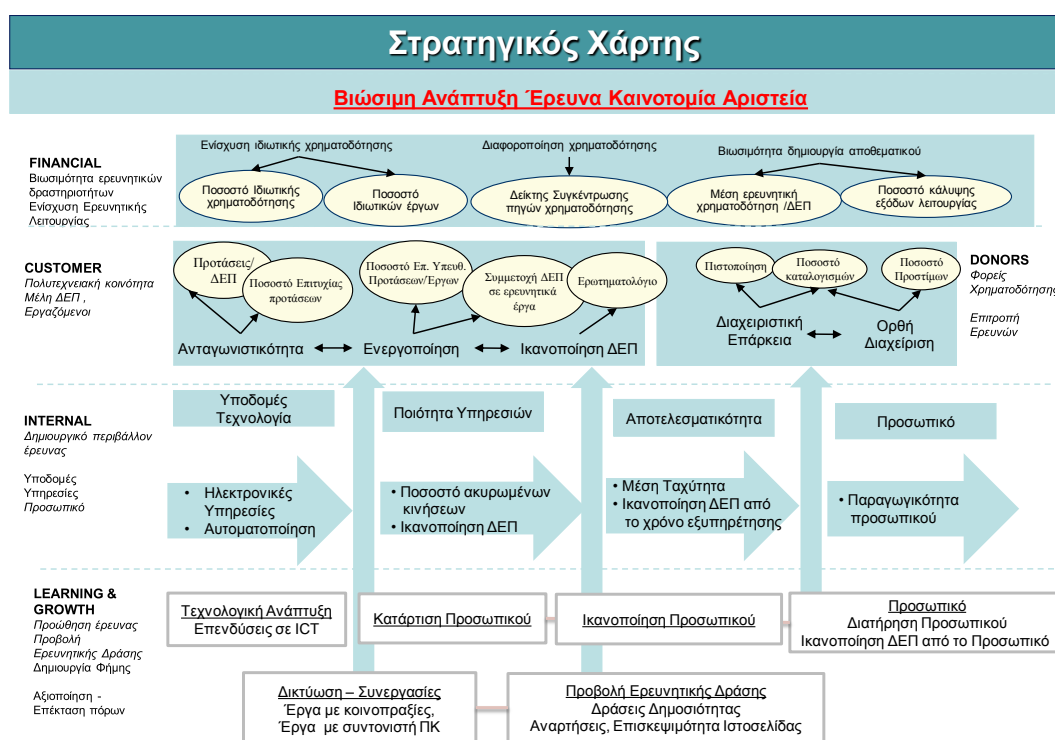 Στρατηγικός Χάρτης
Βιώσιμη Ανάπτυξη Έρευνα Καινοτομία Αριστεία
FINANCIAL
Βιωσιμότητα ερευνητικών
δραστηριοτήτων
Ενίσχυση Ερευνητικής
Λειτουργίας
Ενίσχυση ιδιωτικής χρηματοδότησης
Διαφοροποίηση χρηματοδότησης
Βιωσιμότητα δημιουργία αποθεματικού
Ποσοστό Ιδιωτικής
χρηματοδότησης
Ποσοστό
Ιδιωτικών έργων
Δείκτης Συγκέντρωσης
πηγών χρηματοδότησης
Μέση ερευνητική
χρηματοδότηση /ΔΕΠ
Ποσοστό κάλυψης
εξόδων λειτουργίας
CUSTOMER
Πολυτεχνειακή κοινότητα
Μέλη ΔΕΠ ,
Εργαζόμενοι
Προτάσεις/
ΔΕΠ
Ποσοστό Επιτυχίας
προτάσεων
Ποσοστό Επ. Υπευθ.
Προτάσεων/Έργων
Συμμετοχή ΔΕΠ
σε ερευνητικά
έργα
Ερωτηματολόγιο
Ανταγωνιστικότητα
Ενεργοποίηση
Ικανοποίηση ΔΕΠ
Πιστοποίηση
Ποσοστό
καταλογισμών
Ποσοστό
Προστίμων
Διαχειριστική
Επάρκεια
Ορθή
Διαχείριση
DONORS
Φορείς
Χρηματοδότησης
Επιτροπή
Ερευνών
INTERNAL
Δημιουργικό περιβάλλον
έρευνας
Υποδομές
Υπηρεσίες
Προσωπικό
Υποδομές
Τεχνολογία
Ποιότητα Υπηρεσιών
Αποτελεσματικότητα
Προσωπικό
• Ηλεκτρονικές
Υπηρεσίες
• Αυτοματοποίηση
• Ποσοστό ακυρωμένων
κινήσεων
• Ικανοποίηση ΔΕΠ
• Μέση Ταχύτητα
• Ικανοποίηση ΔΕΠ από
το χρόνο εξυπηρέτησης
• Παραγωγικότητα
προσωπικού
LEARNING &
GROWTH
Προώθηση έρευνας
Προβολή
Ερευνητικής Δράσης
Δημιουργία Φήμης
Αξιοποίηση -
Επέκταση πόρων
Τεχνολογική Ανάπτυξη
Επενδύσεις σε ICT
Κατάρτιση Προσωπικού
Ικανοποίηση Προσωπικού
Προσωπικό
Διατήρηση Προσωπικού
Ικανοποίηση ΔΕΠ από το Προσωπικό
Δικτύωση – Συνεργασίες
Έργα με κοινοπραξίες,
Έργα με συντονιστή ΠΚ
Προβολή Ερευνητικής Δράσης
Δράσεις Δημοσιότητας
Αναρτήσεις, Επισκεψιμότητα Ιστοσελίδας